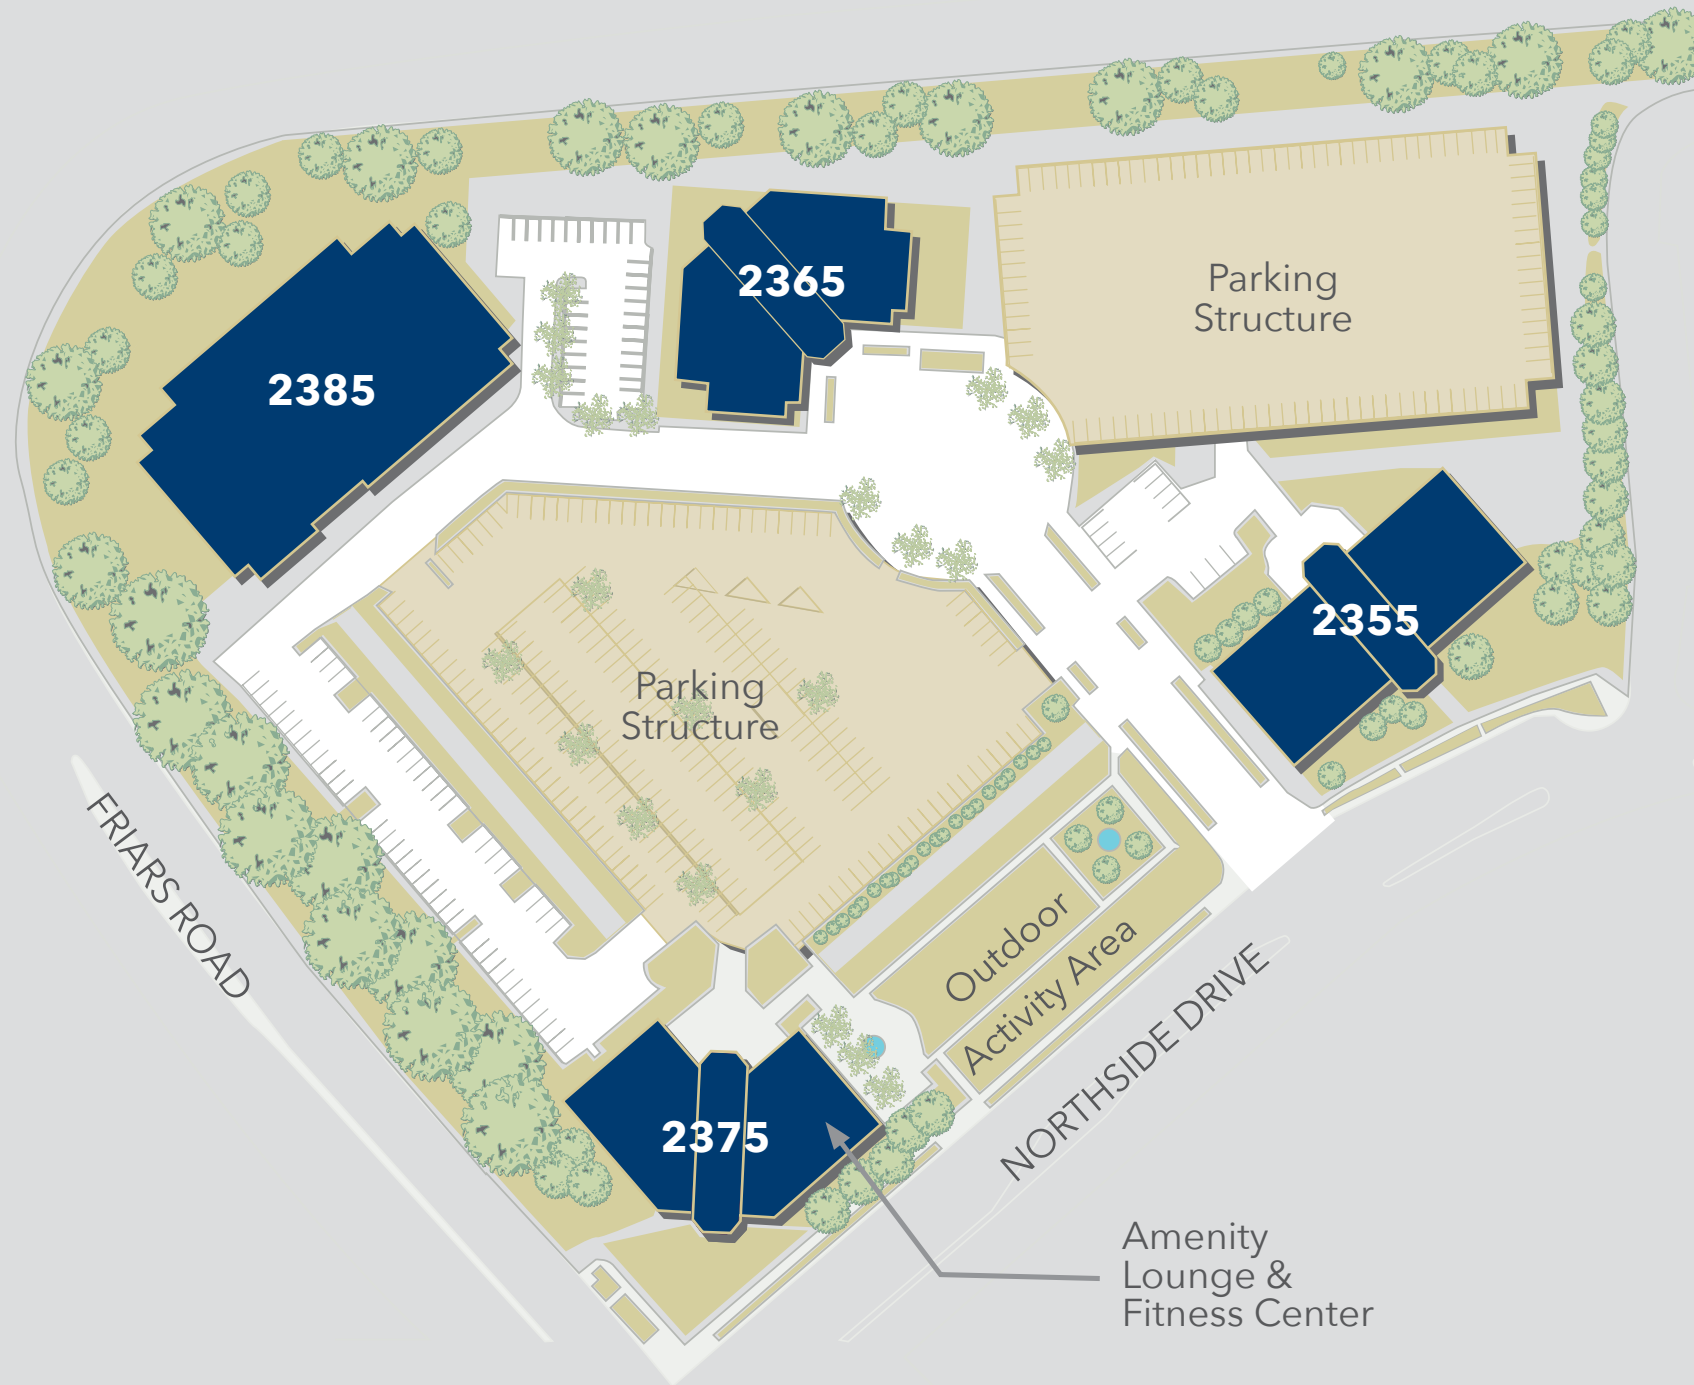 2365
Parking
Structure
2385
2355
Parking
Structure
FRIARS ROAD
Outdoor
Activity Area
NORTHSIDE DRIVE
2375
Amenity
Lounge &
Fitness Center